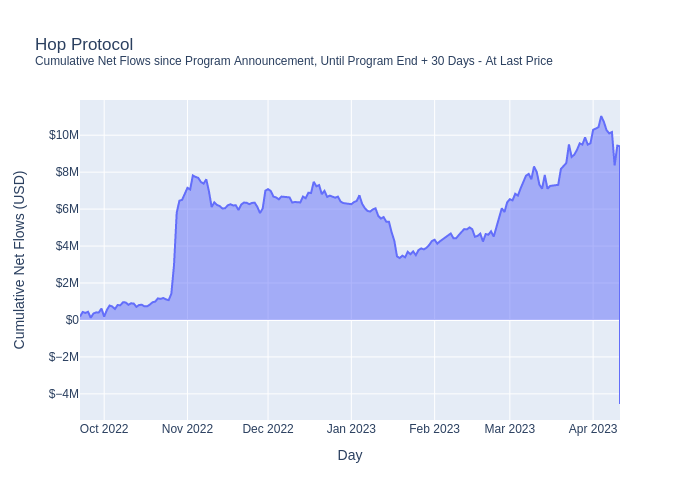 Hop Protocol
Cumulative Net Flows since Program Announcement, Until Program End + 30 Days - At Last Price
Cumulative Net Flows (USD)
$10M
$8M
$6M
$4M
$2M
$0
$−2M
$−4M
Oct 2022
Nov 2022
Dec 2022
Jan 2023
Feb 2023
Mar 2023
Apr 2023
Day